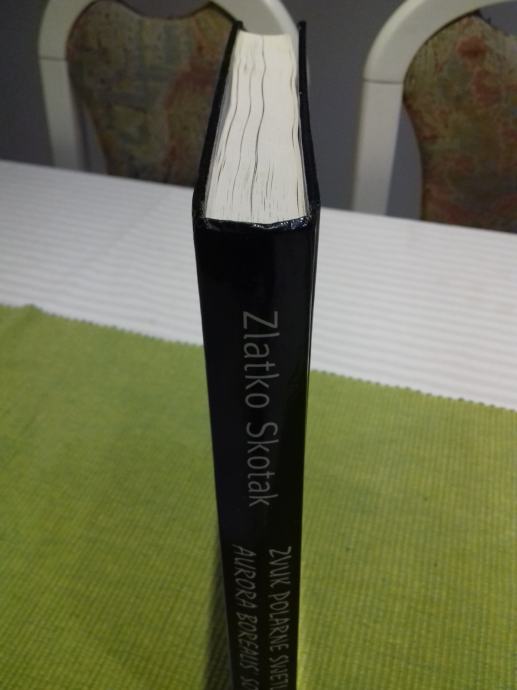 Zlatko Skotak
ZVUK POLARNE
AURORA BOREALIS